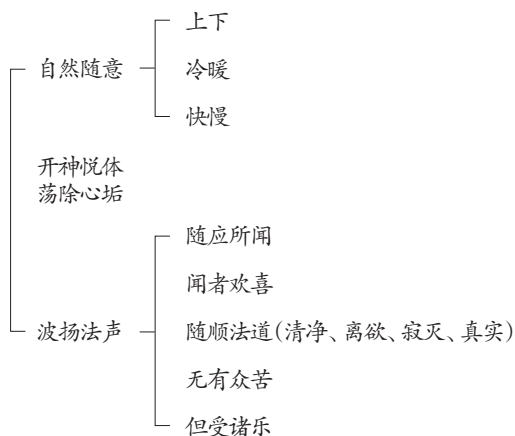 上下
自然随意
冷暖
快慢
开神悦体
荡除心垢
随应所闻
闻者欢喜
波扬法声
随顺法道(清净、离欲、寂灭、真实)
无有众苦
但受诸乐